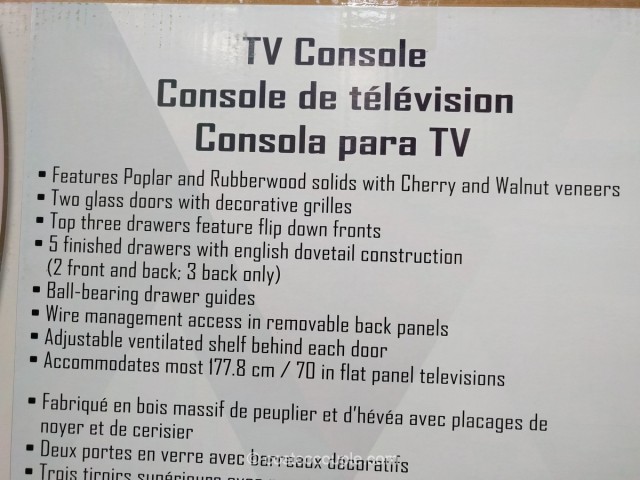 TV Console
Console de télévision
Consola para TV
▪ Features Poplar and Rubberwood solids with Cherry and Walnut veneers
▪ Two glass doors with decorative grilles
▪ Top three drawers feature flip down fronts
▪ 5 finished drawers with english dovetail construction
(2 front and back; 3 back only)
▪ Ball-bearing drawer guides
▪ Wire management access in removable back panels
▪ Adjustable ventilated shelf behind each door
▪ Accommodates most 177.8 cm / 70 in flat panel televisions
▪ Fabriqué en bois massif de peuplier et d'hévéa avec placages de
noyer et de cerisier
▪ Deux portes en verre avec barreaux décoratifs
▪ Trois tiroirs supérieurs